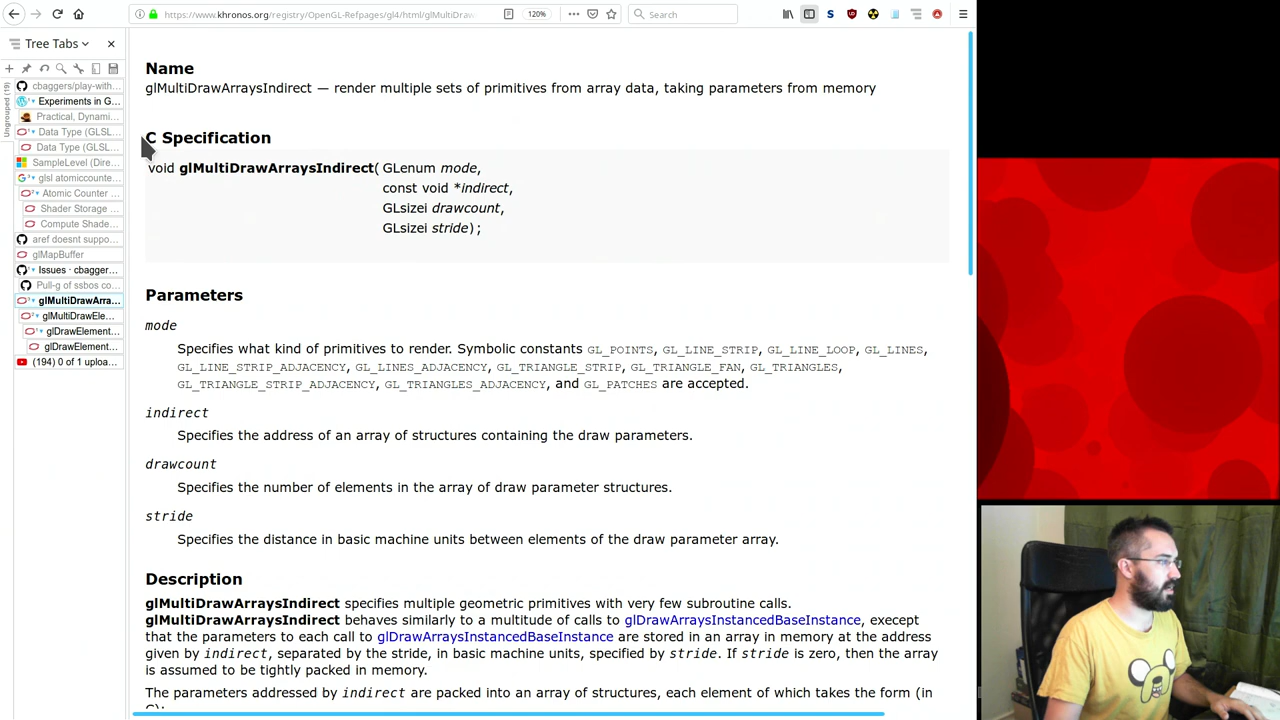 https://www.khronos.org/registry/OpenGL-Refpages/gl4/html/glMultiDraw
120%
Search
Tree Tabs
Ungrouped (19)
cbaggers/play-with...
Experiments in G...
Practical, Dynami...
Data Type (GLSL...
Data Type (GLSL...
SampleLevel (Dire...
glsl atomiccounte...
Atomic Counter ...
Shader Storage ...
Compute Shade...
aref doesnt suppo...
glMapBuffer
Issues · cbagger...
Pull-g of ssbos co...
glMultiDrawArra...
glMultiDrawEle...
glDrawElement...
glDrawElement...
(194) 0 of 1 uploa...
Name
glMultiDrawArraysIndirect — render multiple sets of primitives from array data, taking parameters from memory
C Specification
void glMultiDrawArraysIndirect( GLenum mode,
const void *indirect,
GLsizei drawcount,
GLsizei stride);
Parameters
mode
Specifies what kind of primitives to render. Symbolic constants GL_POINTS, GL_LINE_STRIP, GL_LINE_LOOP, GL_LINES,
GL_LINE_STRIP_ADJACENCY, GL_LINES_ADJACENCY, GL_TRIANGLE_STRIP, GL_TRIANGLE_FAN, GL_TRIANGLES,
GL_TRIANGLE_STRIP_ADJACENCY, GL_TRIANGLES_ADJACENCY, and GL_PATCHES are accepted.
indirect
Specifies the address of an array of structures containing the draw parameters.
drawcount
Specifies the number of elements in the array of draw parameter structures.
stride
Specifies the distance in basic machine units between elements of the draw parameter array.
Description
glMultiDrawArraysIndirect specifies multiple geometric primitives with very few subroutine calls.
glMultiDrawArraysIndirect behaves similarly to a multitude of calls to glDrawArraysInstancedBaseInstance, execept
that the parameters to each call to glDrawArraysInstancedBaseInstance are stored in an array in memory at the address
given by indirect, separated by the stride, in basic machine units, specified by stride. If stride is zero, then the array
is assumed to be tightly packed in memory.
The parameters addressed by indirect are packed into an array of structures, each element of which takes the form (in
C):